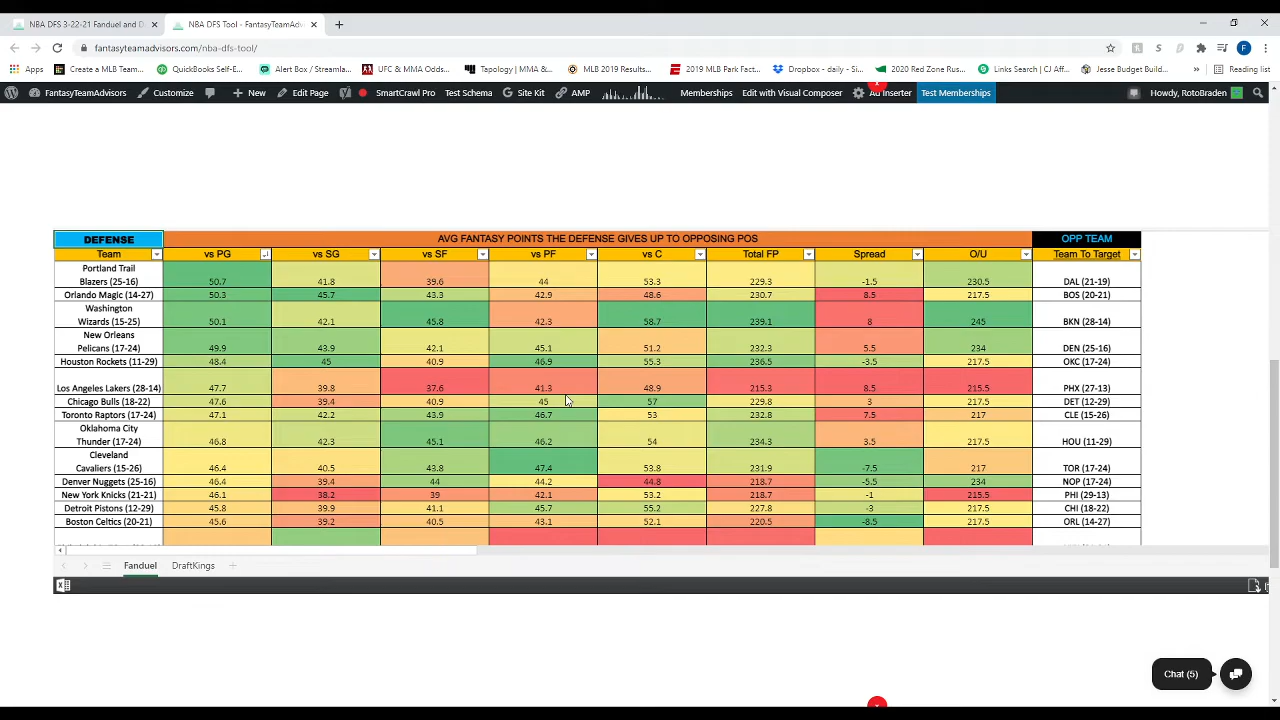 NBA DFS 3-22-21 Fanduel and D
NBA DFS Tool - FantasyTeamAdv
fantasyteamadvisors.com/nba-dfs-tool/
Apps Create a MLB Team... QuickBooks Self-E... Alert Box / Streamla... UFC & MMA Odds... Tapology | MMA &... MLB 2019 Results... 2019 MLB Park Fact... Dropbox - daily - Si... 2020 Red Zone Rus... Links Search | CJ Aff... Jesse Budget Build... » Reading list
FantasyTeamAdvisors Customize New Edit Page SmartCrawl Pro Test Schema Site Kit AMP Memberships Edit with Visual Composer Ad Inserter Test Memberships Howdy, RotoBraden
DEFENSE AVG FANTASY POINTS THE DEFENSE GIVES UP TO OPPOSING POS OPP TEAM
Team vs PG vs SG vs SF vs PF vs C Total FP Spread O/U Team To Target
Portland Trail
Blazers (25-16) 50.7 41.8 39.6 44 53.3 229.3 -1.5 230.5 DAL (21-19)
Orlando Magic (14-27) 50.3 45.7 43.3 42.9 48.6 230.7 8.5 217.5 BOS (20-21)
Washington
Wizards (15-25) 50.1 42.1 45.8 42.3 58.7 239.1 8 245 BKN (28-14)
New Orleans
Pelicans (17-24) 49.9 43.9 42.1 45.1 51.2 232.3 5.5 234 DEN (25-16)
Houston Rockets (11-29) 48.4 45 40.9 46.9 55.3 236.5 -3.5 217.5 OKC (17-24)
Los Angeles Lakers (28-14) 47.7 39.8 37.6 41.3 48.9 215.3 8.5 215.5 PHX (27-13)
Chicago Bulls (18-22) 47.6 39.4 40.9 45 57 229.8 3 217.5 DET (12-29)
Toronto Raptors (17-24) 47.1 42.2 43.9 46.7 53 232.8 7.5 217 CLE (15-26)
Oklahoma City
Thunder (17-24) 46.8 42.3 45.1 46.2 54 234.3 3.5 217.5 HOU (11-29)
Cleveland
Cavaliers (15-26) 46.4 40.5 43.8 47.4 53.8 231.9 -7.5 217 TOR (17-24)
Denver Nuggets (25-16) 46.4 39.4 44 44.2 44.8 218.7 -5.5 234 NOP (17-24)
New York Knicks (21-21) 46.1 38.2 39 42.1 53.2 218.7 -1 215.5 PHI (29-13)
Detroit Pistons (12-29) 45.8 39.9 41.1 45.7 55.2 227.8 -3 217.5 CHI (18-22)
Boston Celtics (20-21) 45.6 39.2 40.5 43.1 52.1 220.5 -8.5 217.5 ORL (14-27)
Fanduel DraftKings
Chat (5)